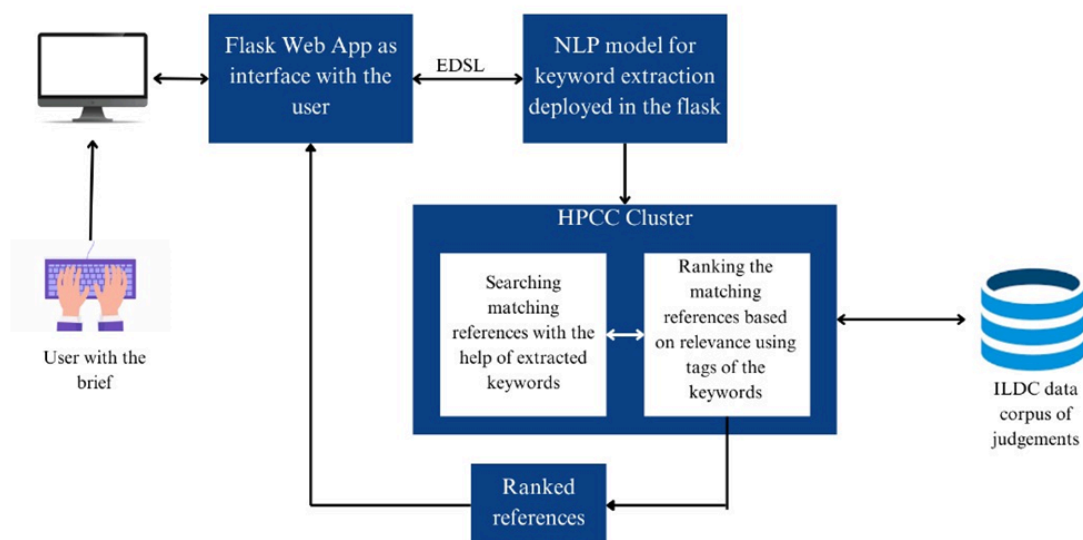 Flask Web App as
interface with the
user
EDSL
NLP model for
keyword extraction
deployed in the flask
HPCC Cluster
Searching
matching
references with the
help of extracted
keywords
Ranking the
matching
references based
on relevance using
tags of the
keywords
User with the
brief
ILDC data
corpus of
judgements
Ranked
references